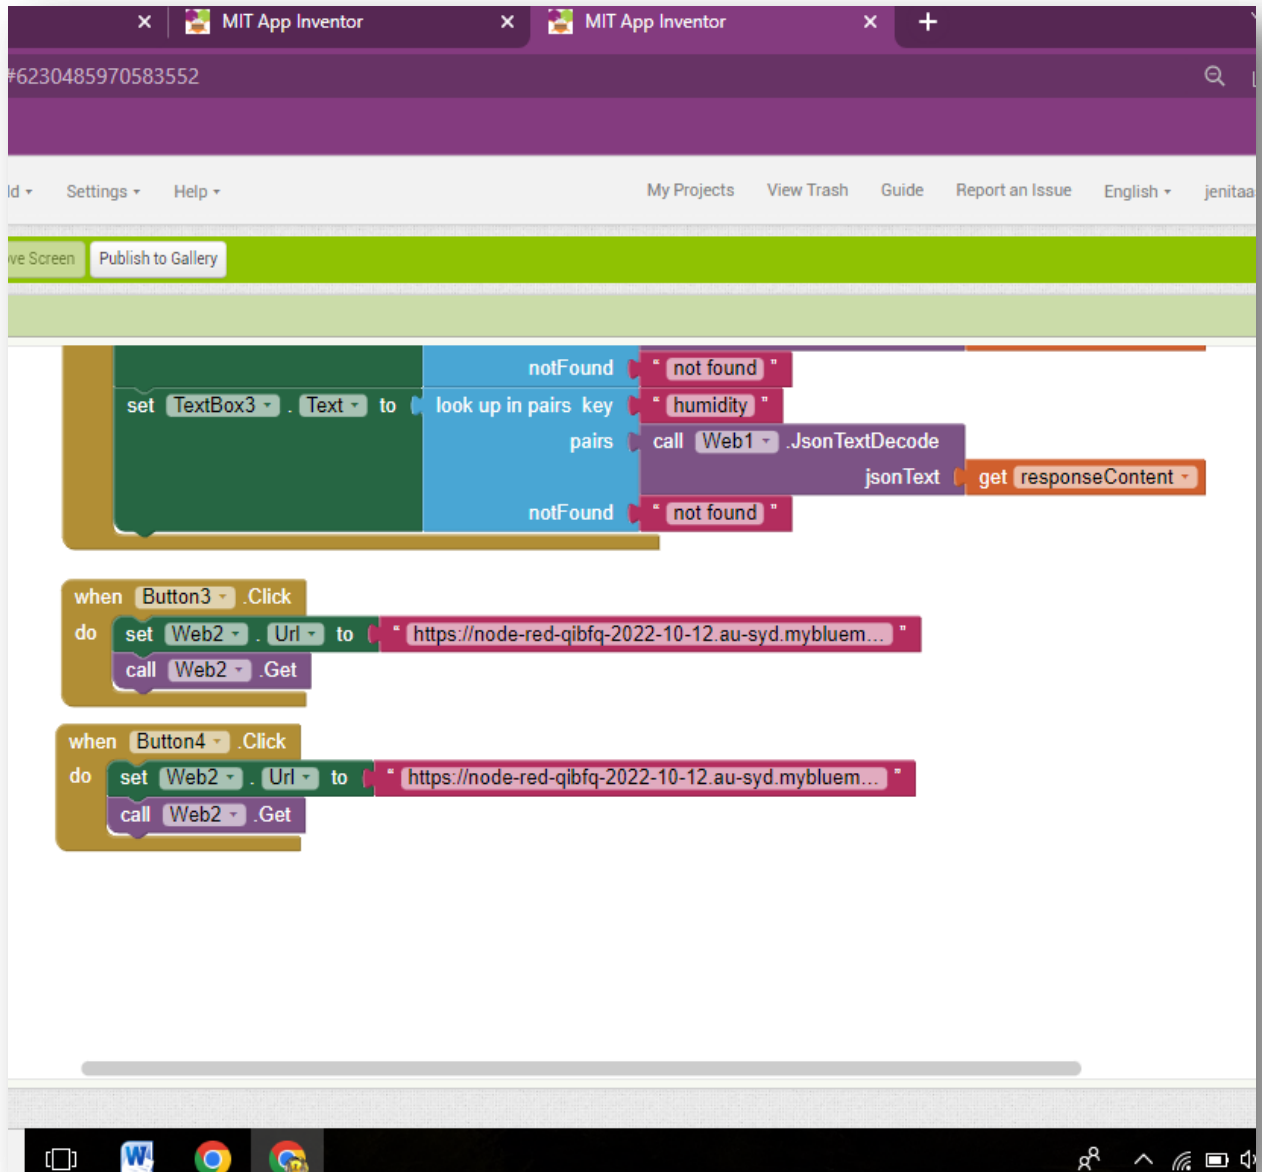 MIT App Inventor
MIT App Inventor
#6230485970583552
ld Settings Help My Projects View Trash Guide Report an Issue English jenitaa
ve Screen Publish to Gallery
notFound " not found "
set TextBox3 . Text to look up in pairs key " humidity "
pairs call Web1 .JsonTextDecode
jsonText get responseContent
notFound " not found "
when Button3 .Click
do set Web2 . Url to " https://node-red-qibfq-2022-10-12.au-syd.mybluem... "
call Web2 .Get
when Button4 .Click
do set Web2 . Url to " https://node-red-qibfq-2022-10-12.au-syd.mybluem... "
call Web2 .Get